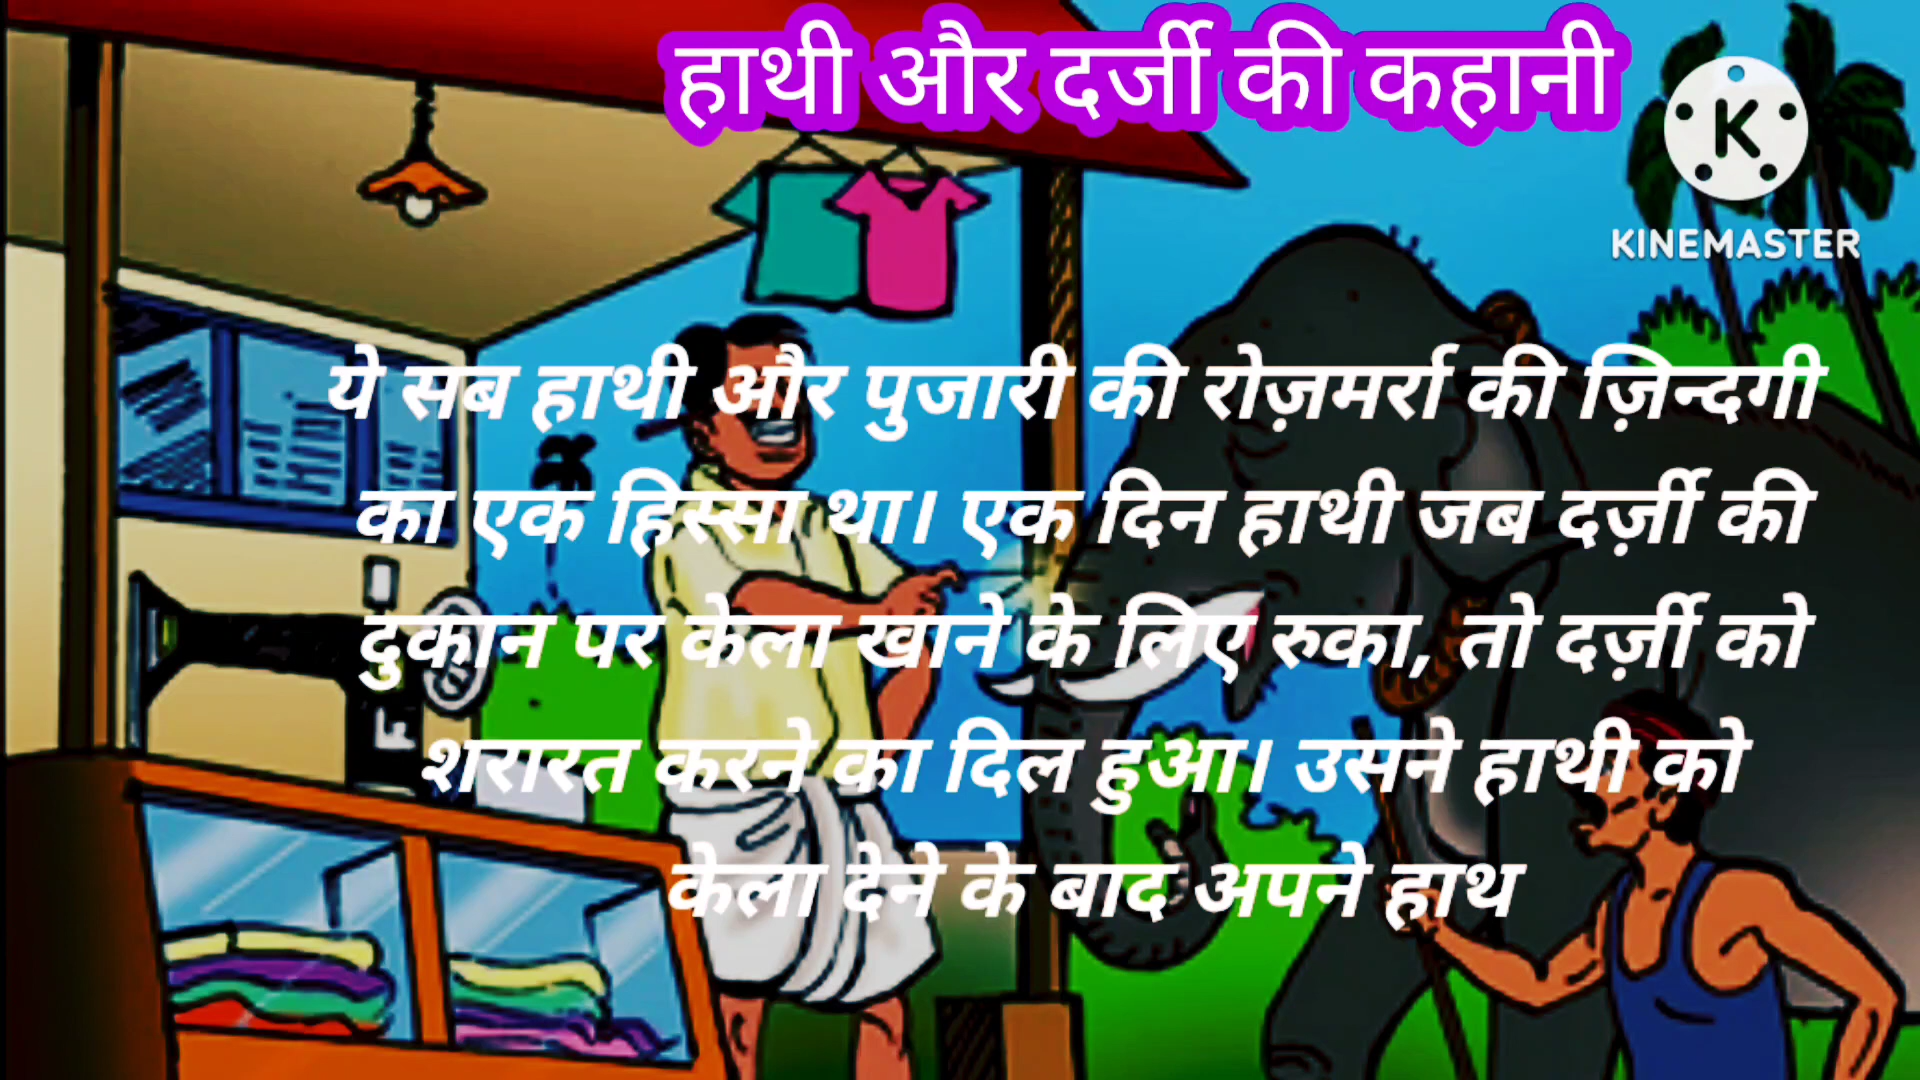 हाथी और दर्जी की कहानी
K
KINEMASTER
ये सब हाथी और पुजारी की रोज़मर्रा की ज़िन्दगी
का एक हिस्सा था। एक दिन हाथी जब दर्ज़ी की
दुकान पर केला खाने के लिए रुका, तो दर्ज़ी को
शरारत करने का दिल हुआ। उसने हाथी को
केला देने के बाद अपने हाथ